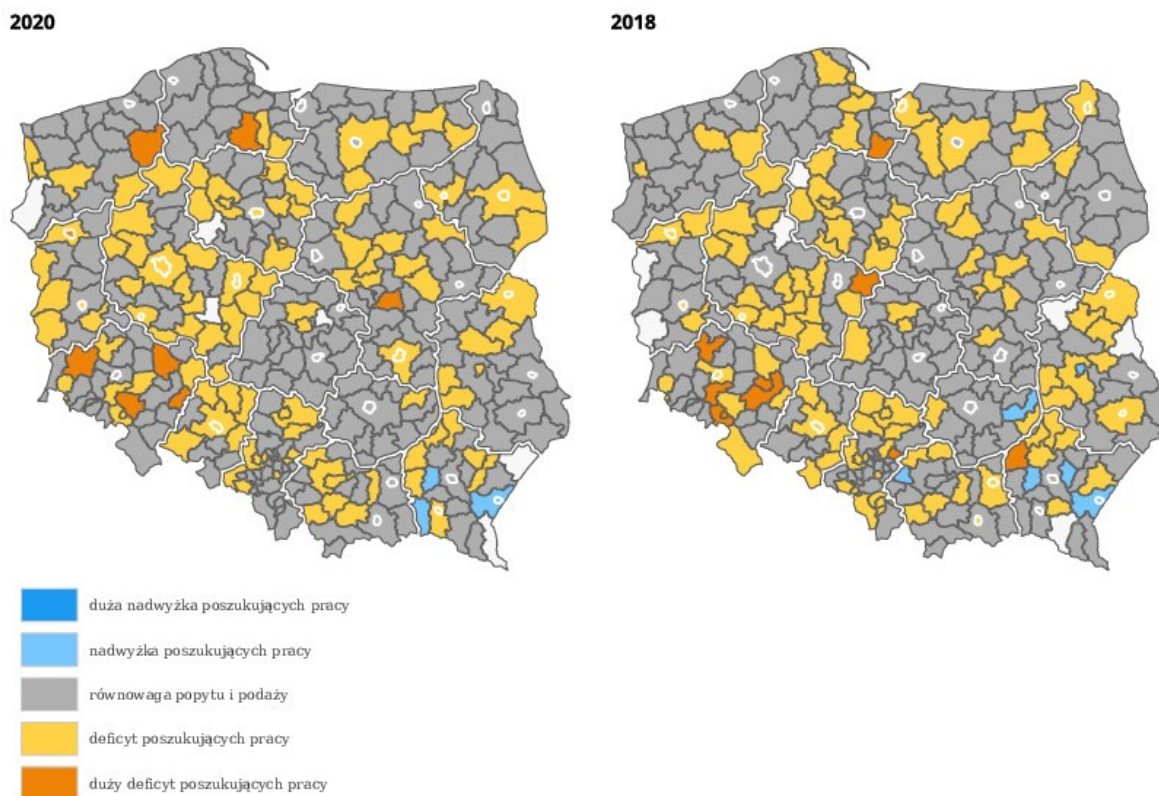 2020
2018
duża nadwyżka poszukujących pracy
nadwyżka poszukujących pracy
równowaga popytu i podaży
deficyt poszukujących pracy
duży deficyt poszukujących pracy